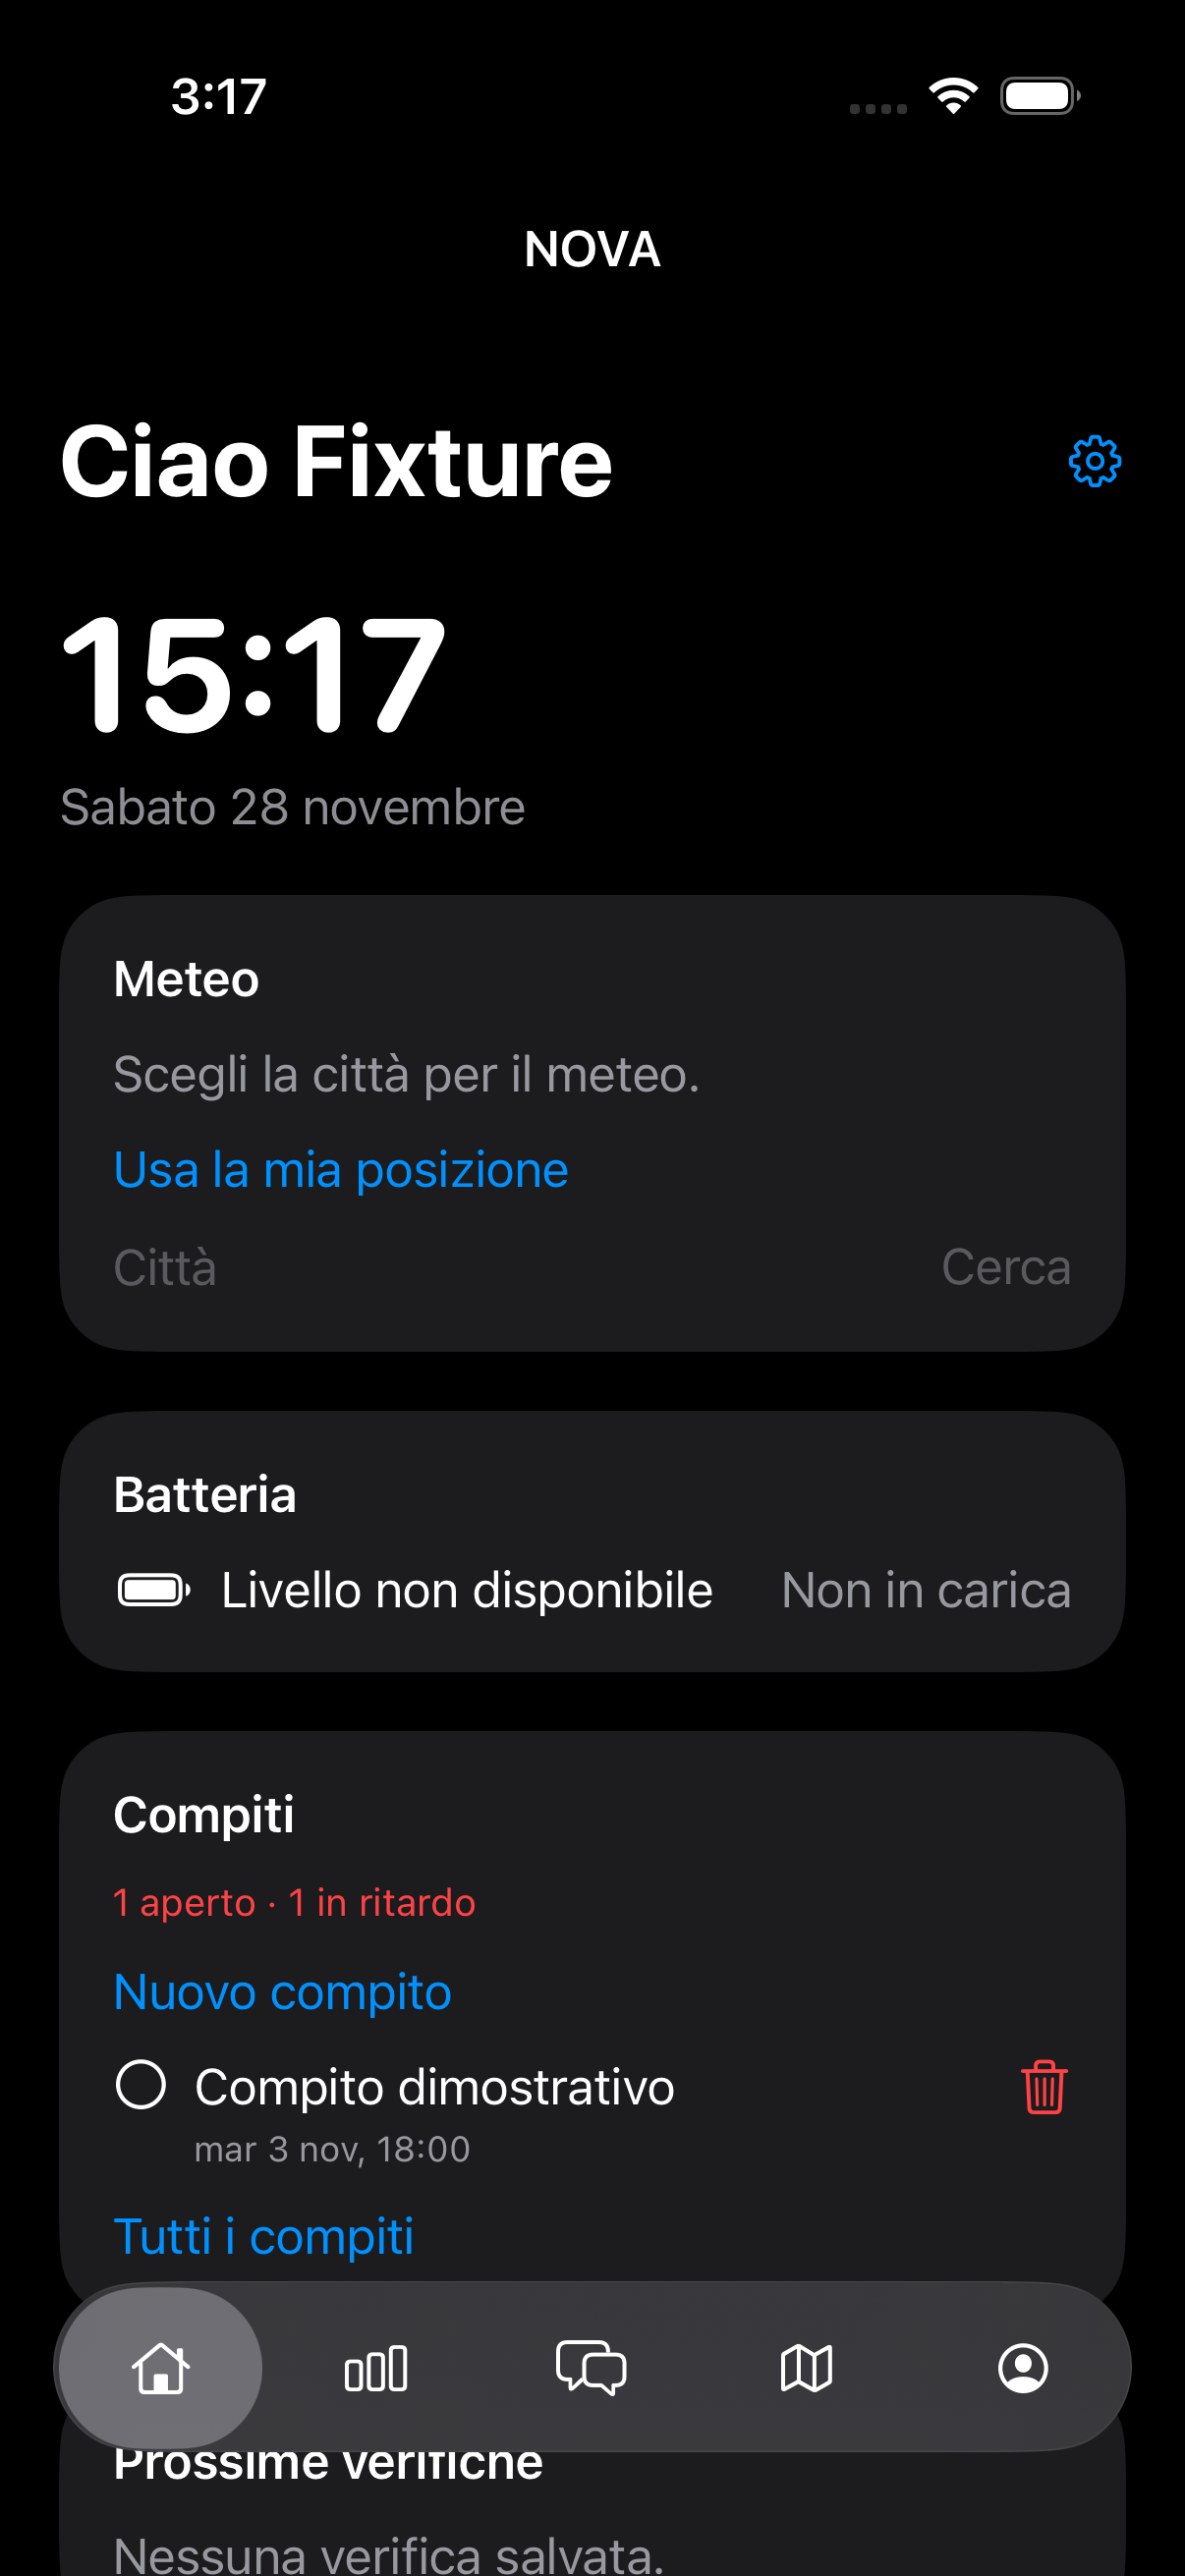 3:17
NOVA
Ciao Fixture
15:17
Sabato 28 novembre
Meteo
Scegli la città per il meteo.
Usa la mia posizione
Città Cerca
Batteria
Livello non disponibile Non in carica
Compiti
1 aperto · 1 in ritardo
Nuovo compito
Compito dimostrativo
mar 3 nov, 18:00
Tutti i compiti
Prossime verifiche
Nessuna verifica salvata.